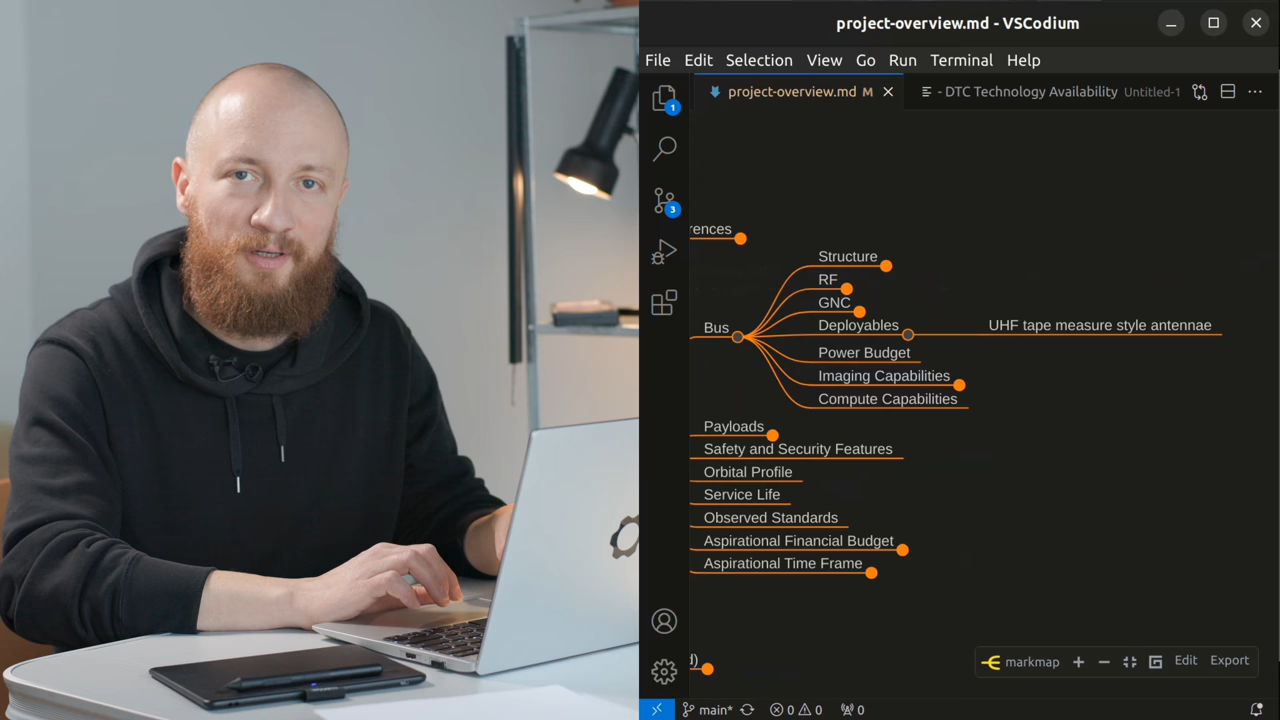 project-overview.md - VSCodium
File Edit Selection View Go Run Terminal Help
project-overview.md M
- DTC Technology Availability Untitled-1
1
3
rences
Structure
RF
GNC
Bus
Deployables
UHF tape measure style antennae
Power Budget
Imaging Capabilities
Compute Capabilities
Payloads
Safety and Security Features
Orbital Profile
Service Life
Observed Standards
Aspirational Financial Budget
Aspirational Time Frame
d)
markmap Edit Export
main* 0 0 0